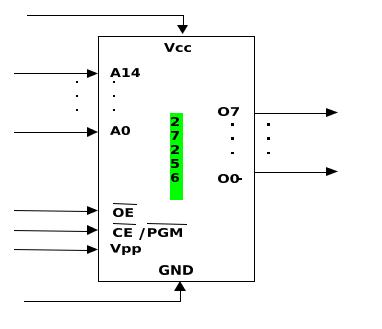 Vcc
A14
A0
O7
27256
O0
OE
CE /PGM
Vpp
GND